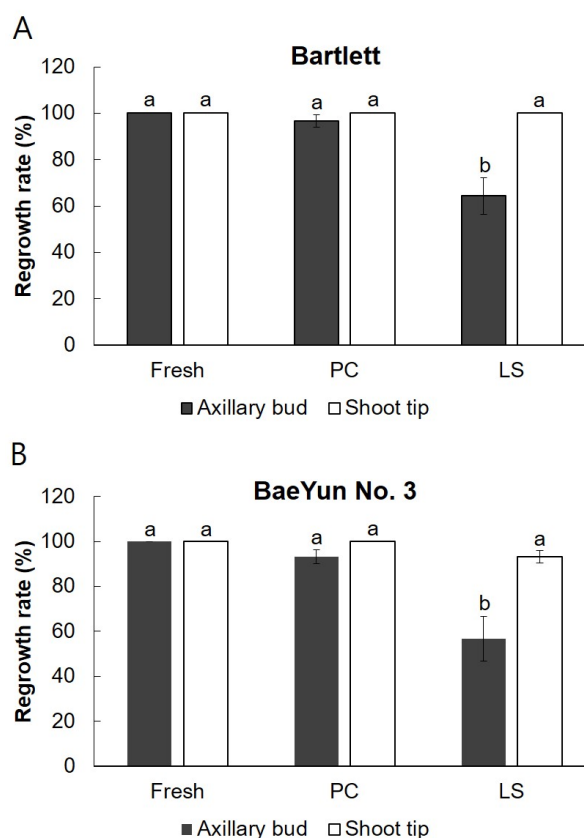 A
Bartlett
Regrowth rate (%)
120
100
80
60
40
20
0
a a a a b a
Fresh PC LS
Axillary bud Shoot tip
B
BaeYun No. 3
Regrowth rate (%)
120
100
80
60
40
20
0
a a a a b a
Fresh PC LS
Axillary bud Shoot tip